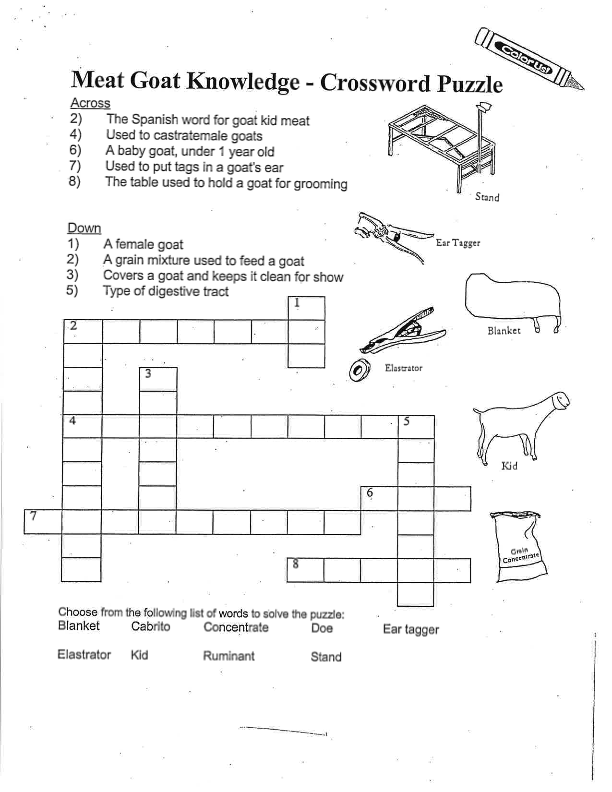 Colorist
Meat Goat Knowledge - Crossword Puzzle
Across
2) The Spanish word for goat kid meat
4) Used to castratemale goats
6) A baby goat, under 1 year old
7) Used to put tags in a goat's ear
8) The table used to hold a goat for grooming
Stand
Down
1) A female goat
2) A grain mixture used to feed a goat
3) Covers a goat and keeps it clean for show
5) Type of digestive tract
Ear Tagger
Blanket
Elastrator
Kid
1
2
3
4 5
6
7
8
Grain
Concentrate
Choose from the following list of words to solve the puzzle:
Blanket Cabrito Concentrate Doe Ear tagger
Elastrator Kid Ruminant Stand